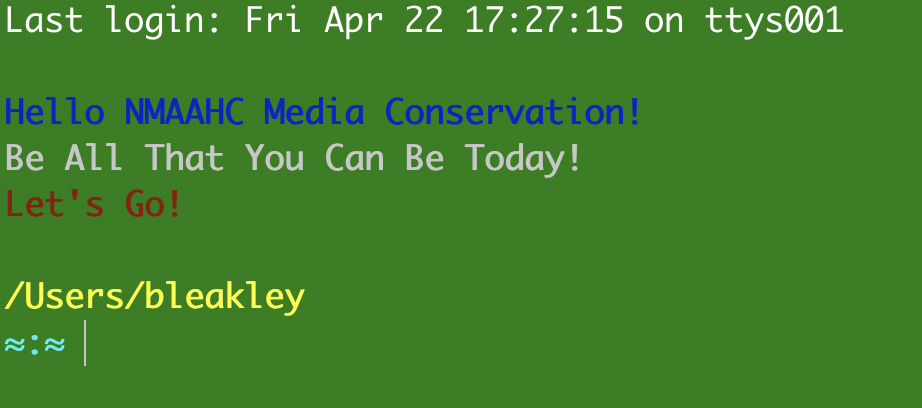 Last login: Fri Apr 22 17:27:15 on ttys001
Hello NMAAHC Media Conservation!
Be All That You Can Be Today!
Let's Go!
/Users/bleakley
≈:≈